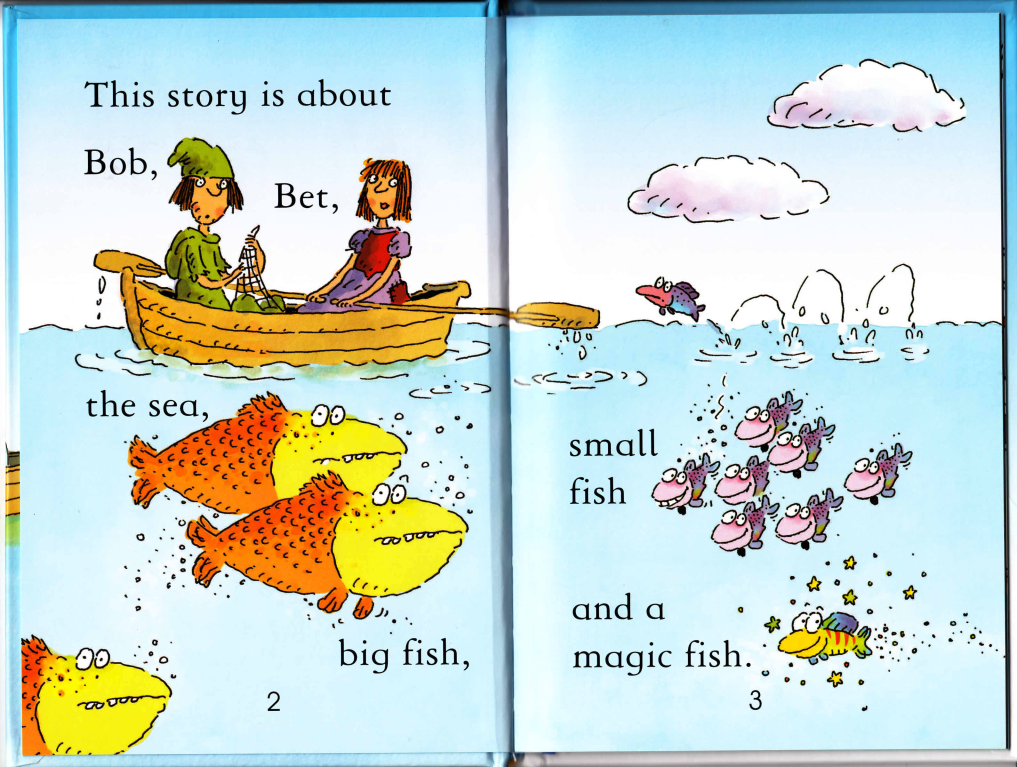 This story is about
Bob,
Bet,
the sea,
big fish,
2
small
fish
and a
magic fish.
3